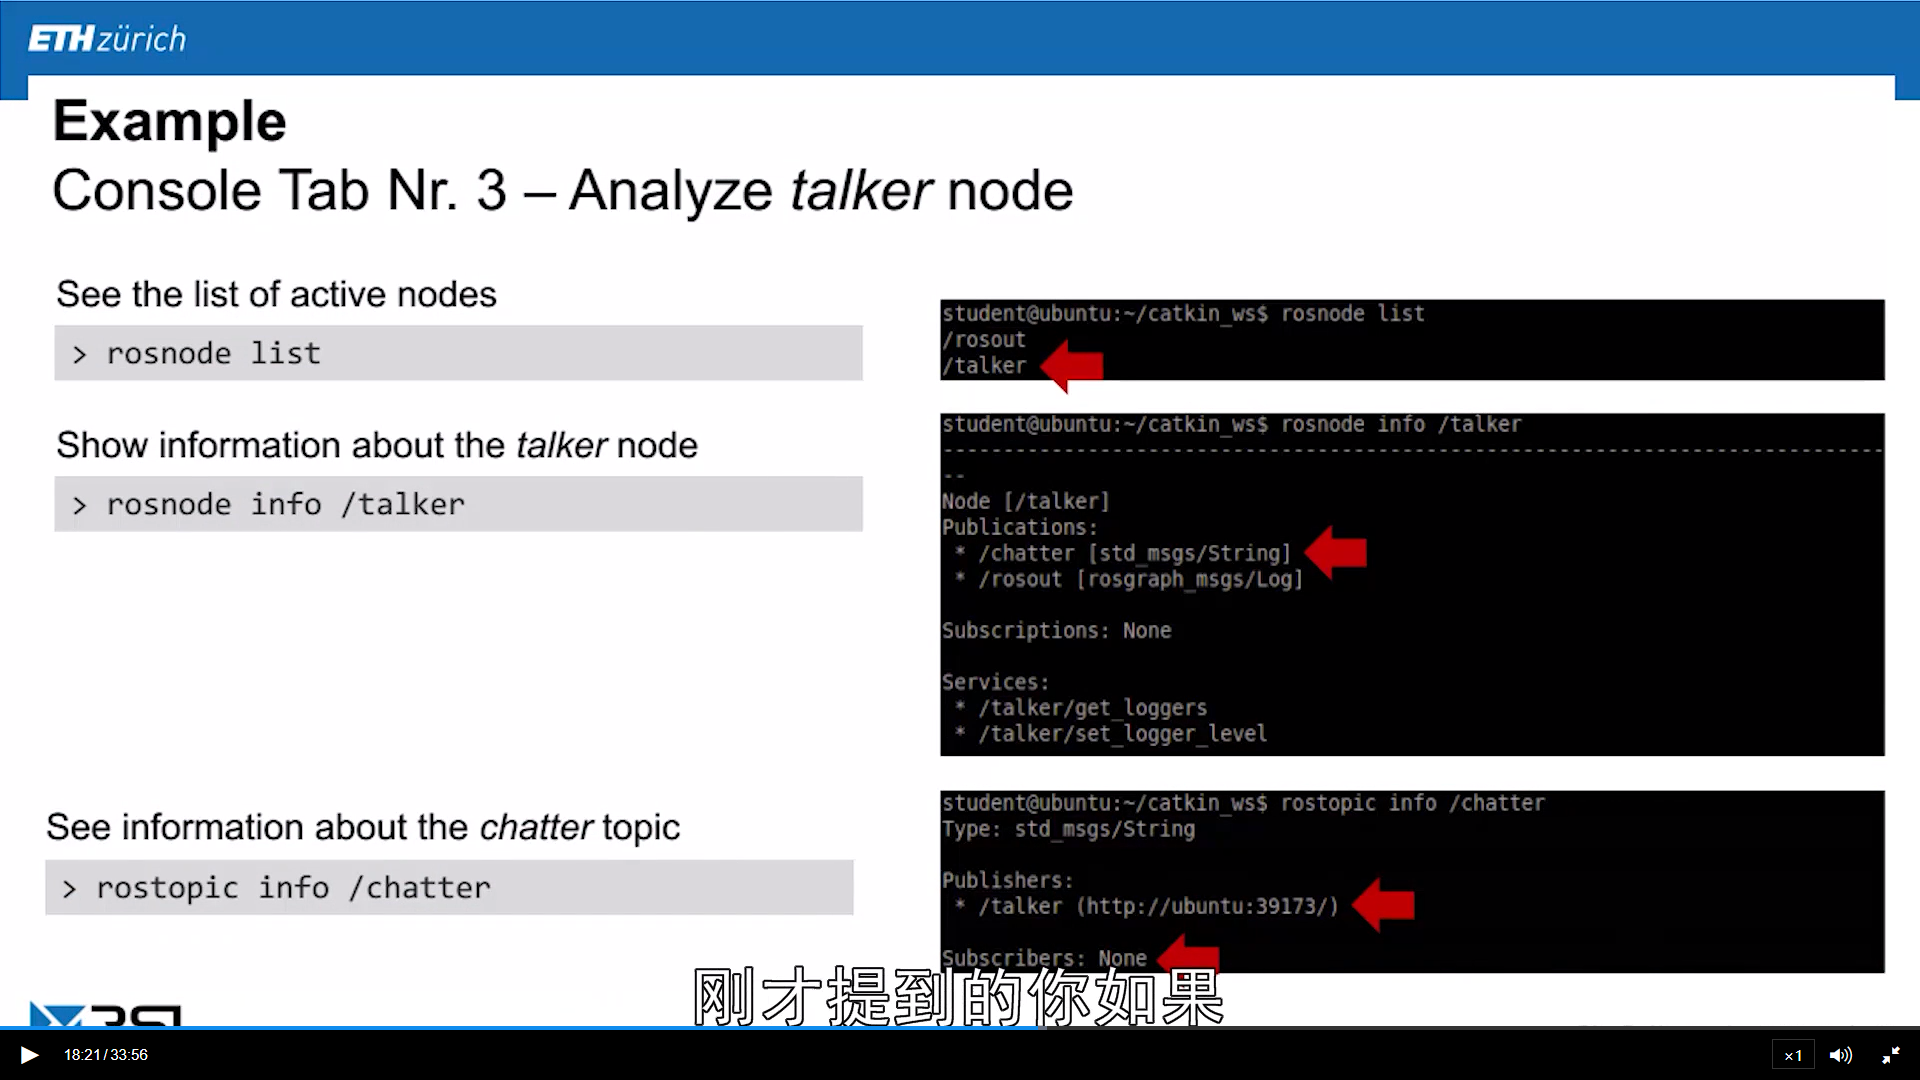 ETH zürich
Example
Console Tab Nr. 3 – Analyze talker node
See the list of active nodes
> rosnode list
student@ubuntu:~/catkin_ws$ rosnode list
/rosout
/talker
Show information about the talker node
> rosnode info /talker
student@ubuntu:~/catkin_ws$ rosnode info /talker
--------------------------------------------------------------------------------
--
Node [/talker]
Publications:
* /chatter [std_msgs/String]
* /rosout [rosgraph_msgs/Log]
Subscriptions: None
Services:
* /talker/get_loggers
* /talker/set_logger_level
See information about the chatter topic
> rostopic info /chatter
student@ubuntu:~/catkin_ws$ rostopic info /chatter
Type: std_msgs/String
Publishers:
* /talker (http://ubuntu:39173/)
Subscribers: None
刚才提到的你如果
18:21/33:56
×1